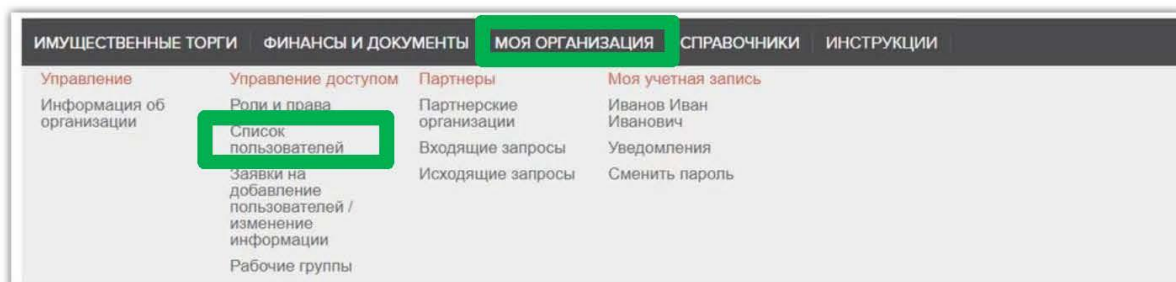 ИМУЩЕСТВЕННЫЕ ТОРГИ ФИНАНСЫ И ДОКУМЕНТЫ МОЯ ОРГАНИЗАЦИЯ СПРАВОЧНИКИ ИНСТРУКЦИИ
Управление
Информация об
организации
Управление доступом
Роли и права
Список
пользователей
Заявки на
добавление
пользователей /
изменение
информации
Рабочие группы
Партнеры
Партнерские
организации
Входящие запросы
Исходящие запросы
Моя учетная запись
Иванов Иван
Иванович
Уведомления
Сменить пароль